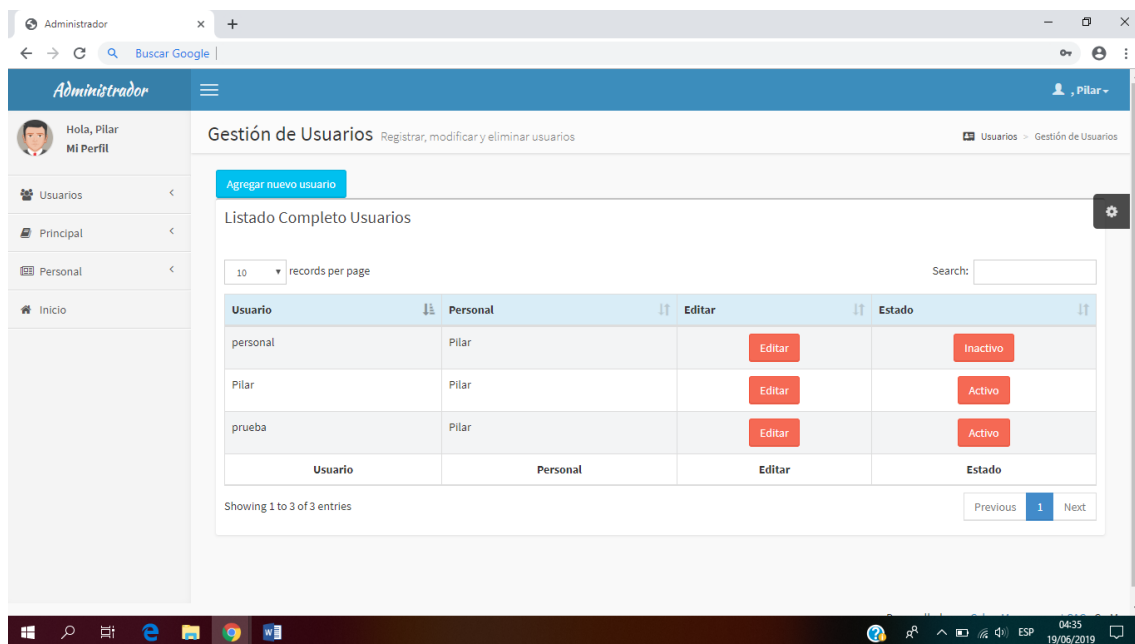 Administrador
Buscar Google
Administrador
, Pilar
Hola, Pilar
Mi Perfil
Gestión de Usuarios Registrar, modificar y eliminar usuarios
Usuarios > Gestión de Usuarios
Usuarios
Principal
Personal
Inicio
Agregar nuevo usuario
Listado Completo Usuarios
10 records per page
Search:
Usuario Personal Editar Estado
personal Pilar Editar Inactivo
Pilar Pilar Editar Activo
prueba Pilar Editar Activo
Usuario Personal Editar Estado
Showing 1 to 3 of 3 entries
Previous 1 Next
ESP
04:35
19/06/2019